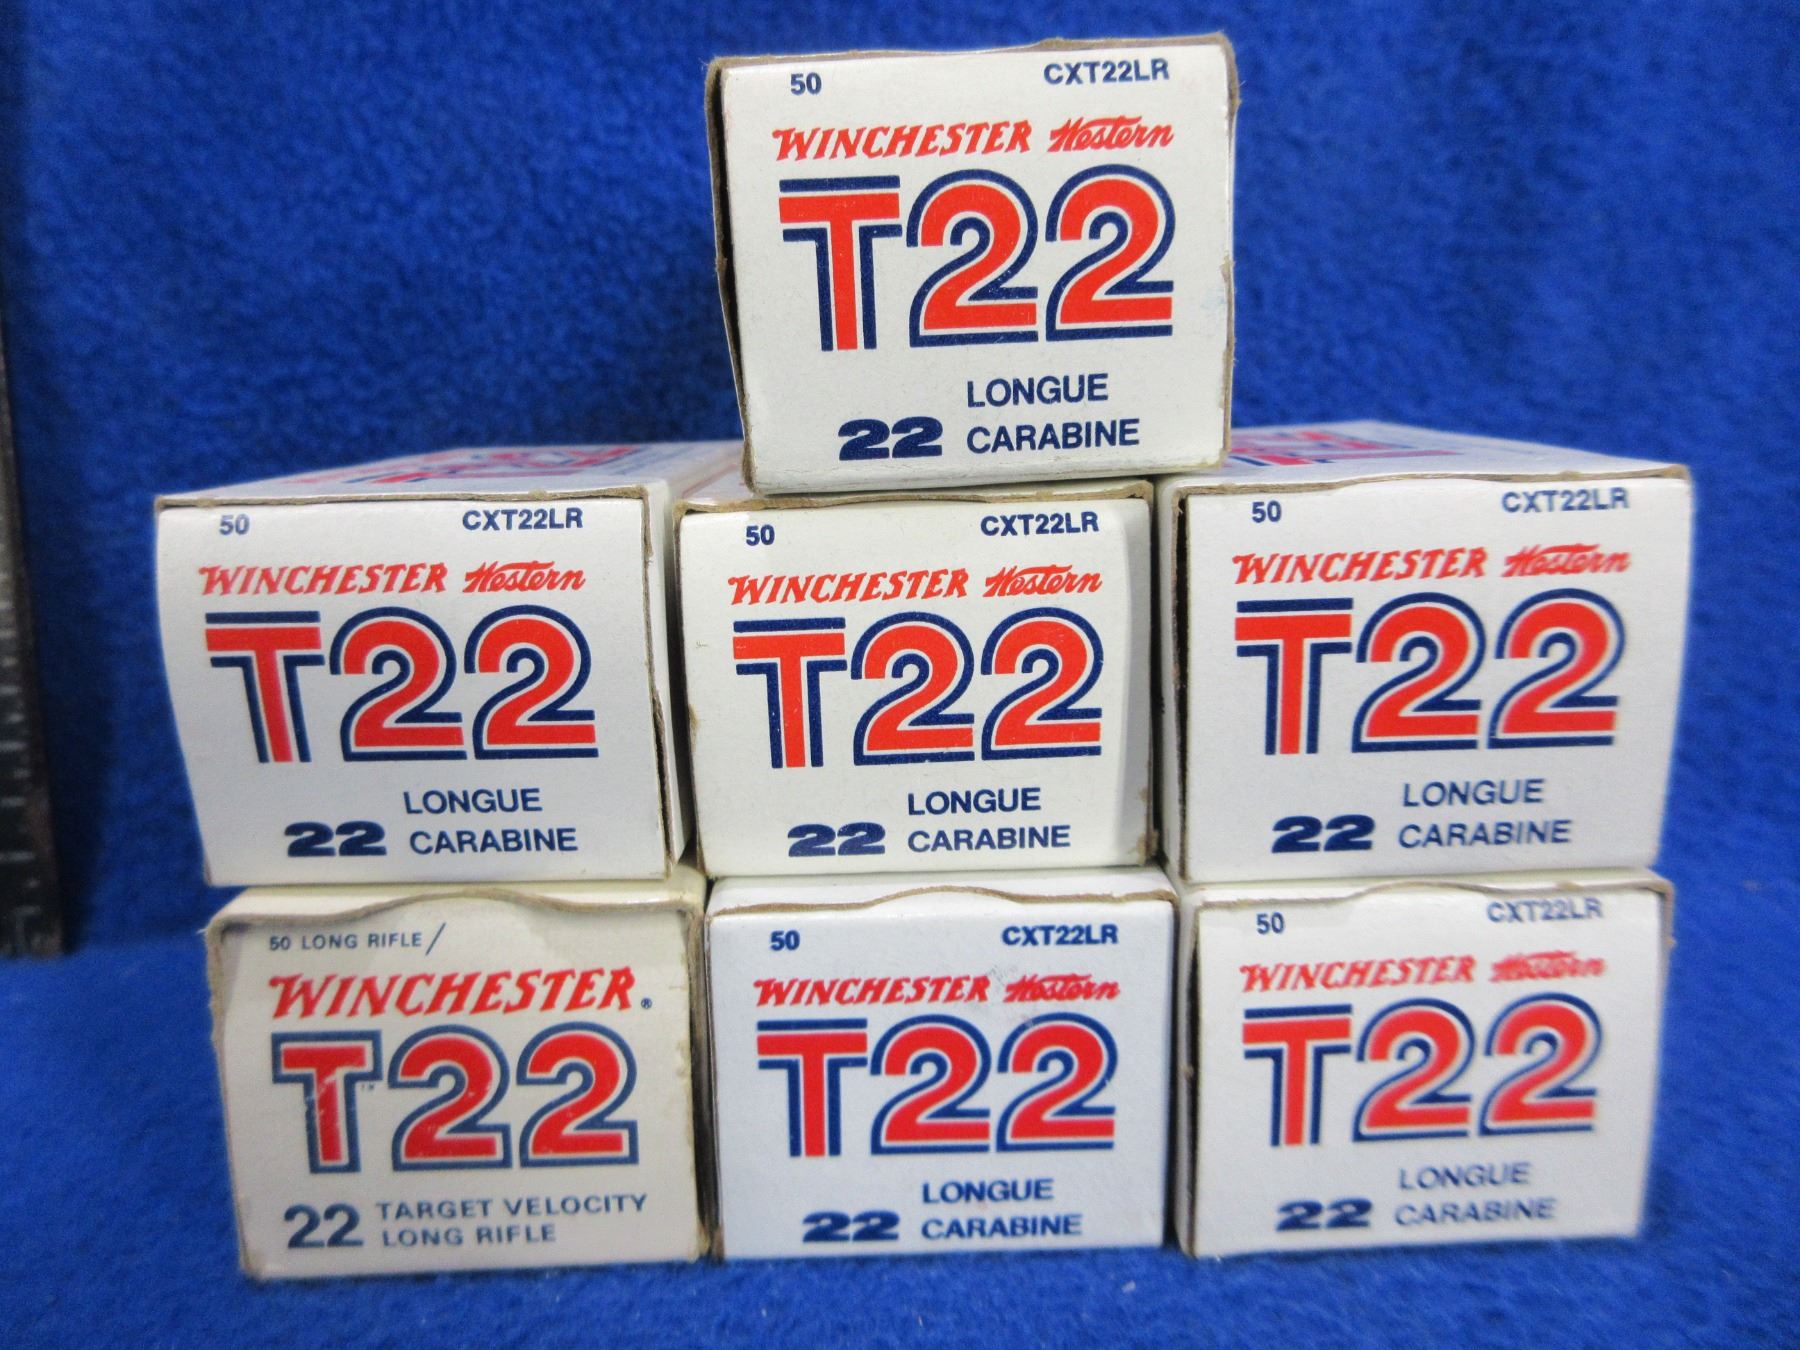 50 CXT22LR
WINCHESTER Western
T22
LONGUE
22 CARABINE
50 CXT22LR
WINCHESTER Western
T22
LONGUE
22 CARABINE
50 CXT22LR
WINCHESTER Western
T22
LONGUE
22 CARABINE
50 CXT22LR
WINCHESTER Western
T22
LONGUE
22 CARABINE
50 LONG RIFLE/
WINCHESTER®
T22™
22 TARGET VELOCITY
LONG RIFLE
50 CXT22LR
WINCHESTER Western
T22
LONGUE
22 CARABINE
50 CXT22LR
WINCHESTER Western
T22
LONGUE
22 CARABINE